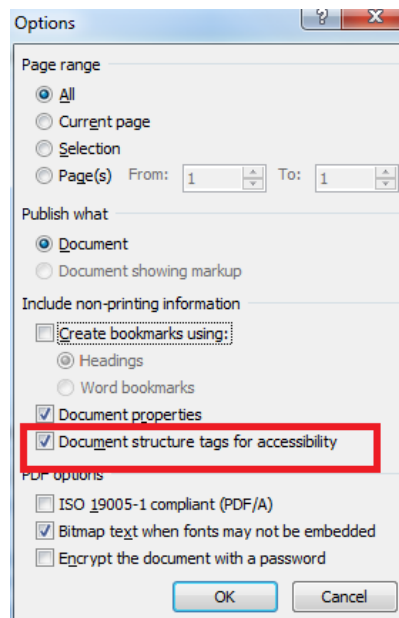 Options
Page range
All
Current page
Selection
Page(s) From: 1 To: 1
Publish what
Document
Document showing markup
Include non-printing information
Create bookmarks using:
Headings
Word bookmarks
Document properties
Document structure tags for accessibility
PDF options
ISO 19005-1 compliant (PDF/A)
Bitmap text when fonts may not be embedded
Encrypt the document with a password
OK Cancel